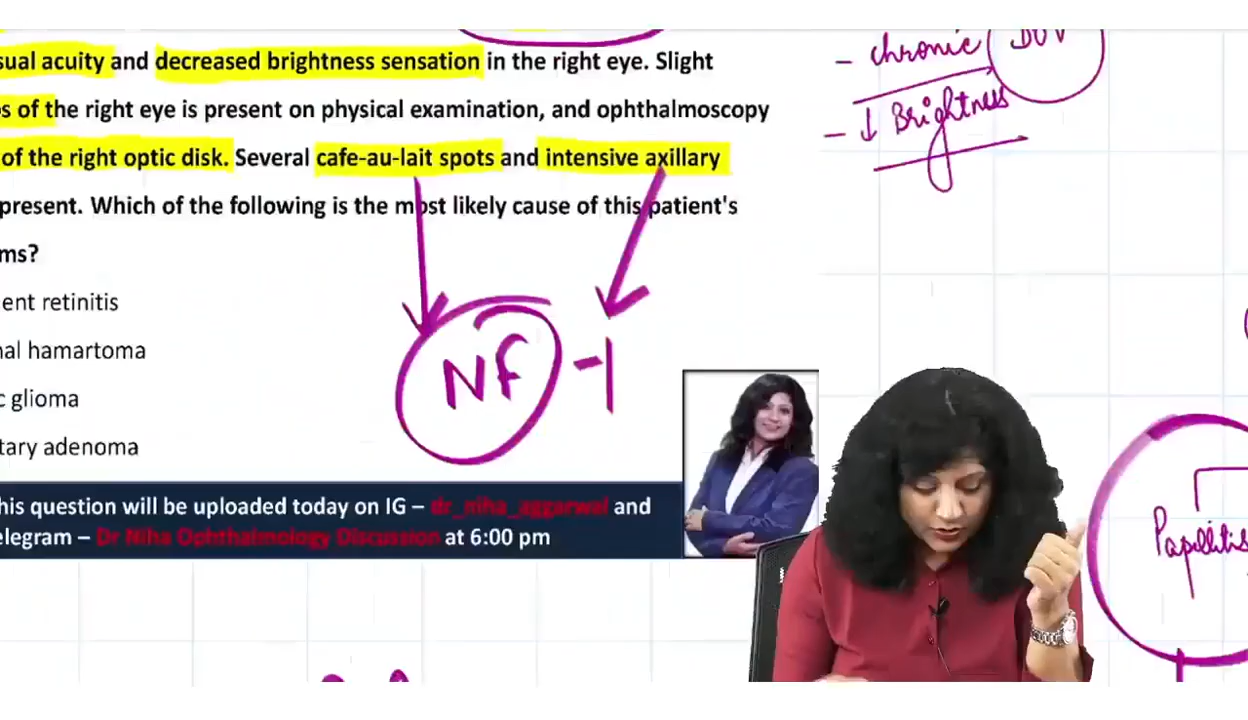 sual acuity and decreased brightness sensation in the right eye. Slight
s of the right eye is present on physical examination, and ophthalmoscopy
of the right optic disk. Several cafe-au-lait spots and intensive axillary
present. Which of the following is the most likely cause of this patient's
ms?
ent retinitis
nal hamartoma
c glioma
tary adenoma
his question will be uploaded today on IG – dr_niha_aggarwal and
elegram – Dr Niha Ophthalmology Discussion at 6:00 pm
NF -1
- chronic DOV
- ↓ Brightness
Papillitis